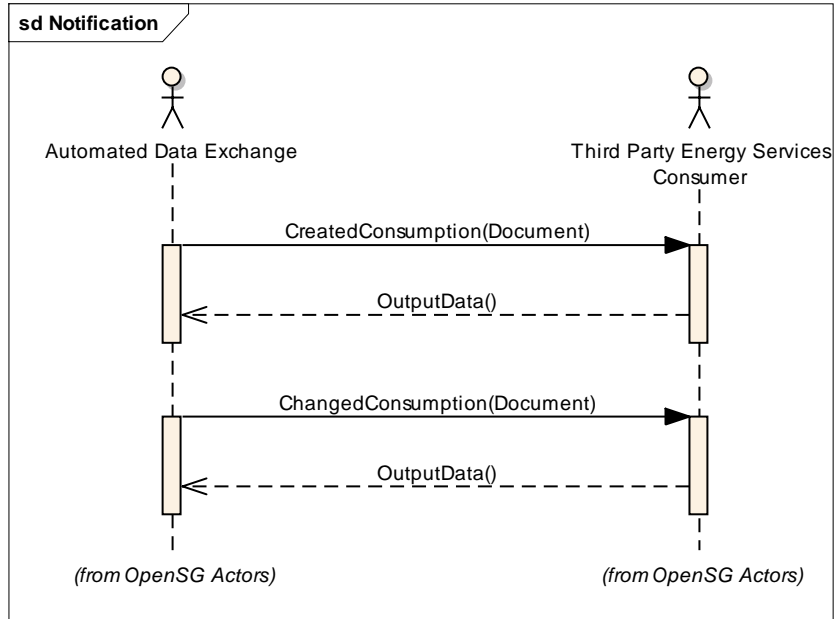 sd Notification
Automated Data Exchange
Third Party Energy Services
Consumer
CreatedConsumption(Document)
OutputData()
ChangedConsumption(Document)
OutputData()
(from OpenSG Actors)
(from OpenSG Actors)